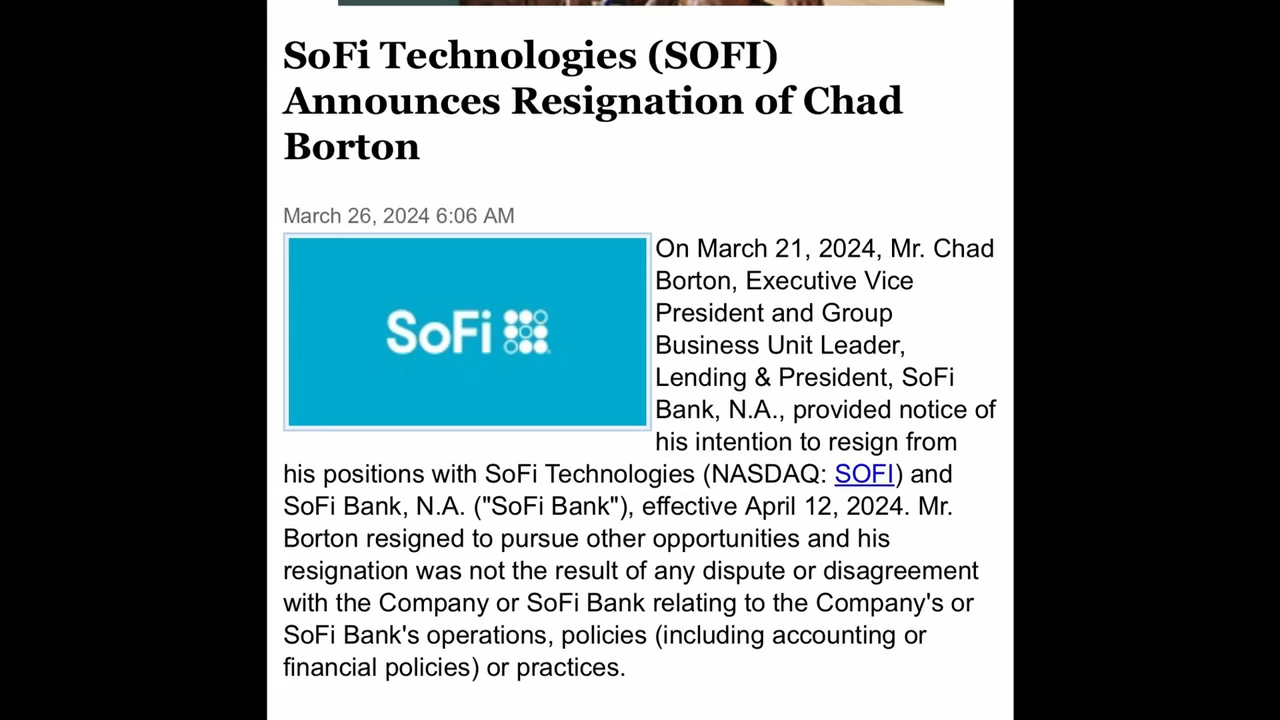 SoFi Technologies (SOFI)
Announces Resignation of Chad
Borton
March 26, 2024 6:06 AM
SoFi
On March 21, 2024, Mr. Chad
Borton, Executive Vice
President and Group
Business Unit Leader,
Lending & President, SoFi
Bank, N.A., provided notice of
his intention to resign from
his positions with SoFi Technologies (NASDAQ: SOFI) and
SoFi Bank, N.A. ("SoFi Bank"), effective April 12, 2024. Mr.
Borton resigned to pursue other opportunities and his
resignation was not the result of any dispute or disagreement
with the Company or SoFi Bank relating to the Company's or
SoFi Bank's operations, policies (including accounting or
financial policies) or practices.